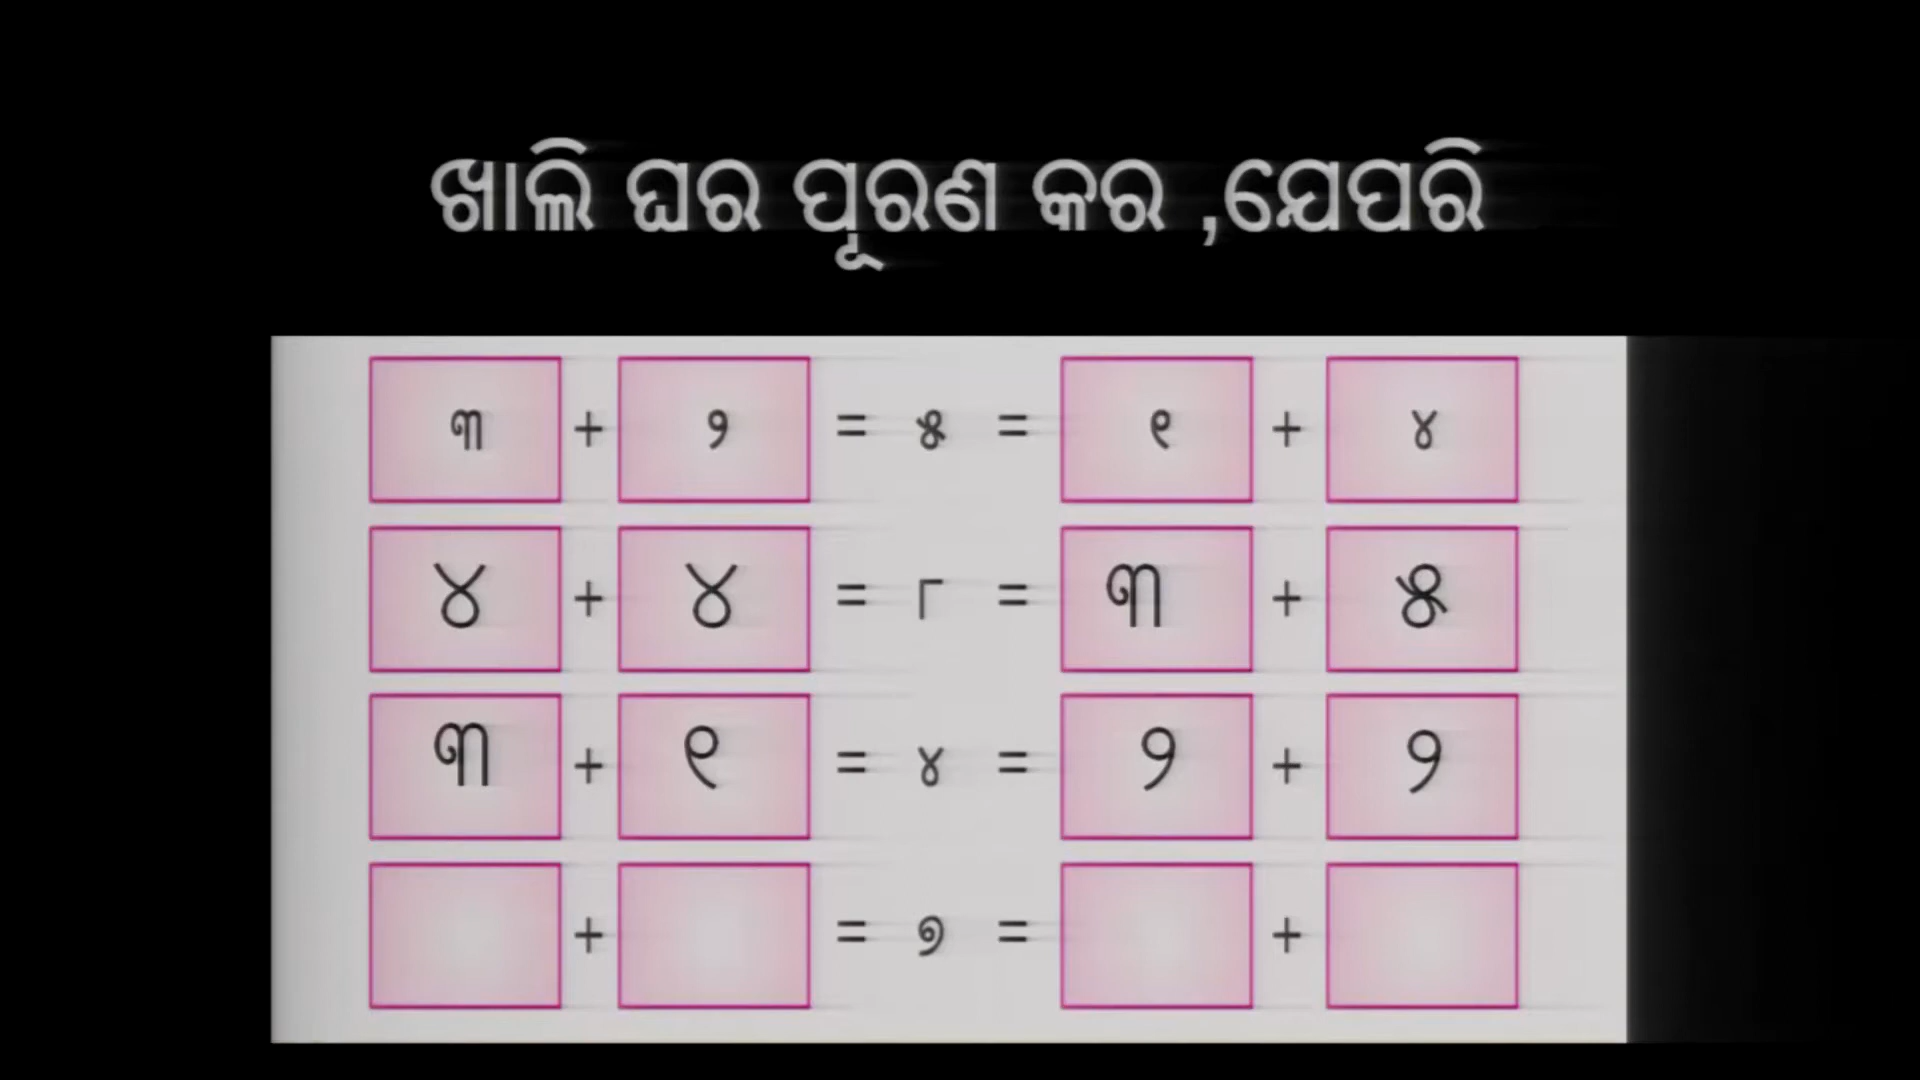 ଖାଲି ଘର ପୂରଣ କର ,ଯେପରି
୩ + ୨ = ୫ = ୧ + ୪
୪ + ୪ = ୮ = ୩ + ୫
୩ + ୧ = ୪ = ୨ + ୨
+ = ୭ = +